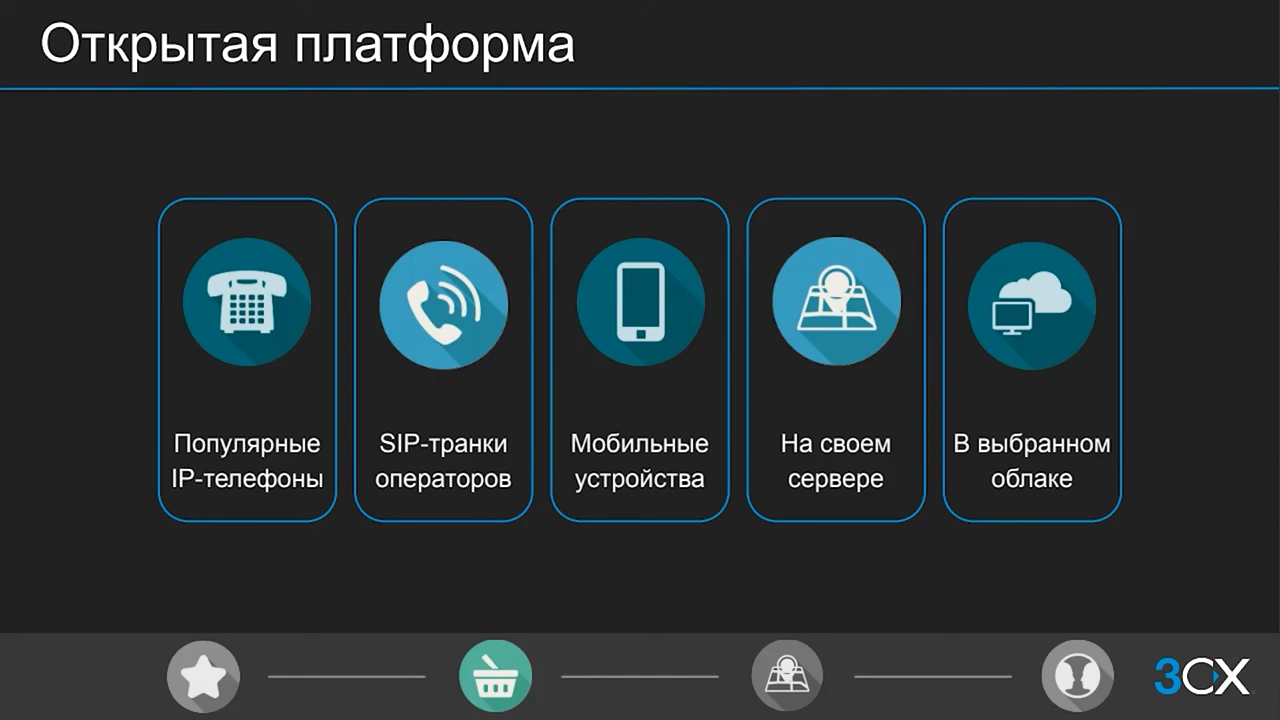 Открытая платформа
Популярные
IP-телефоны
SIP-транки
операторов
Мобильные
устройства
На своем
сервере
В выбранном
облаке
3CX